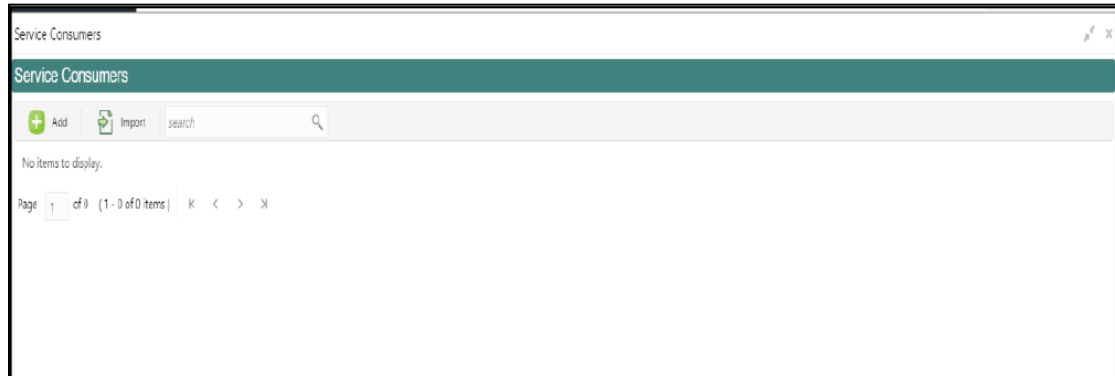 Service Consumers
Service Consumers
Add Import search
No items to display.
Page 1 of 0 (1 - 0 of 0 items)